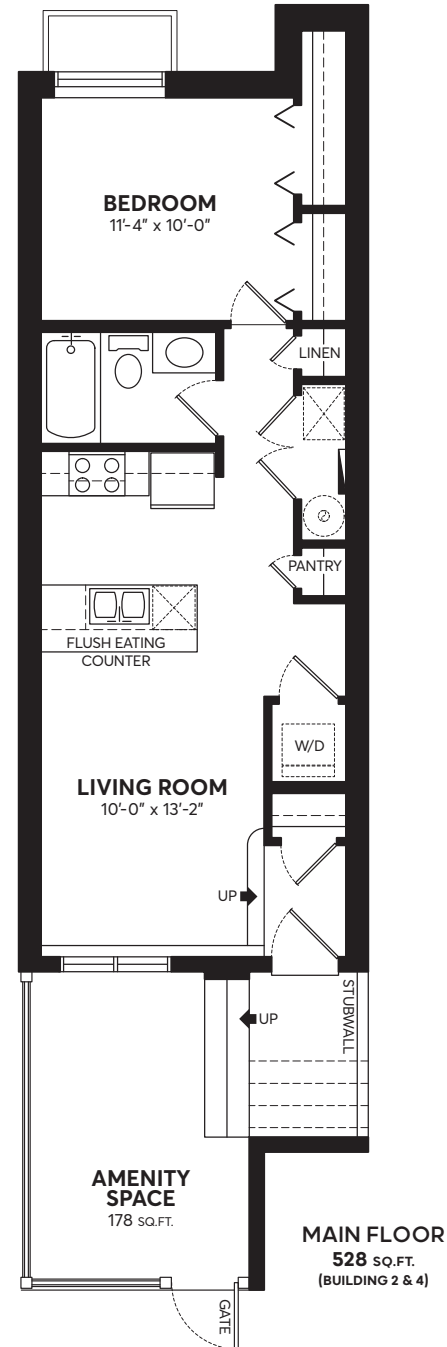 BEDROOM
11'-4" x 10'-0"
LINEN
PANTRY
FLUSH EATING
COUNTER
W/D
LIVING ROOM
10'-0" x 13'-2"
UP
UP
STUBWALL
AMENITY
SPACE
178 SQ.FT.
MAIN FLOOR
528 SQ.FT.
(BUILDING 2 & 4)
GATE